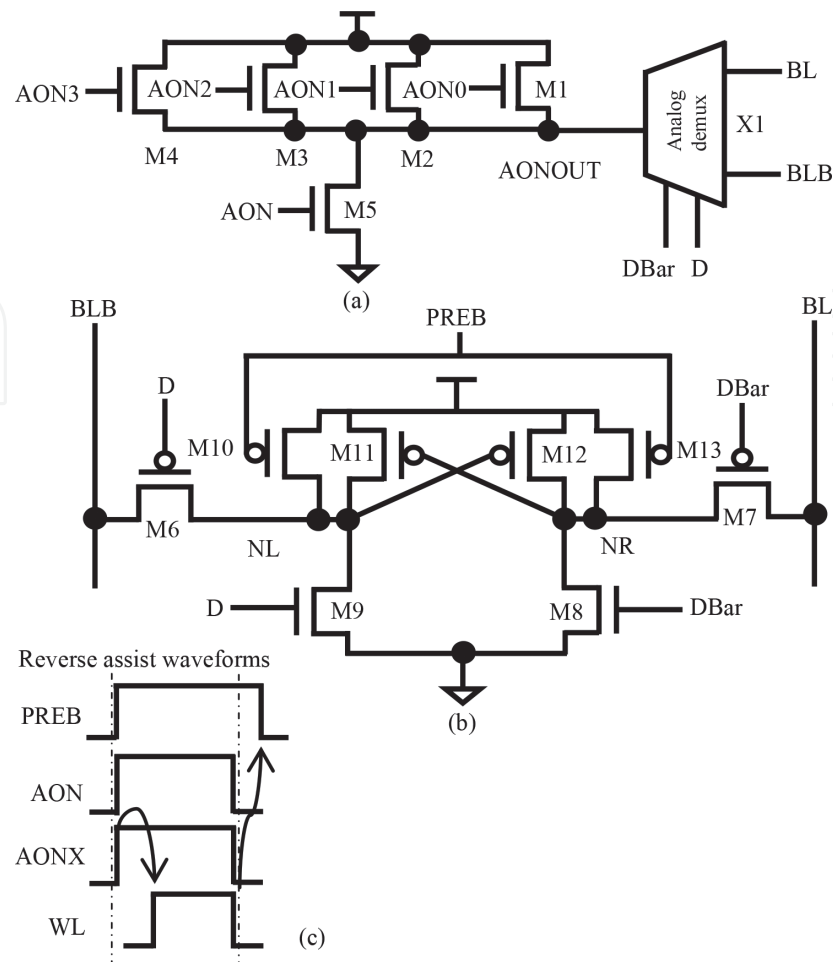 AON3
AON2
AON1
AON0
M1
M4
M3
M2
AONOUT
AON
M5
Analog
demux
X1
BL
BLB
DBar
D
(a)
BLB
PREB
BL
D
DBar
M10
M11
M12
M13
M6
NL
NR
M7
D
M9
M8
DBar
(b)
Reverse assist waveforms
PREB
AON
AONX
WL
(c)